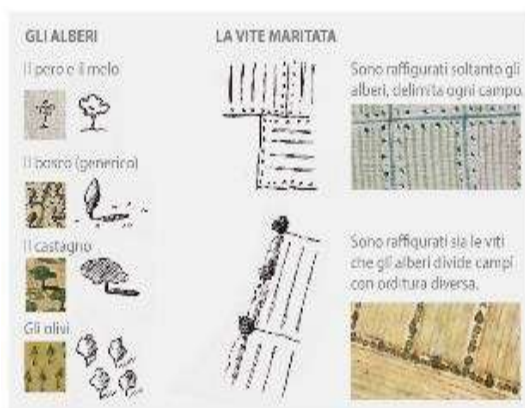 GLI ALBERI
Il pero e il melo
Il bosco (generico)
Il castagno
Gli olivi
LA VITE MARITATA
Sono raffigurati soltanto gli
alberi, delimita ogni campo.
Sono raffigurati sia le viti
che gli alberi divide campi
con orditura diversa.